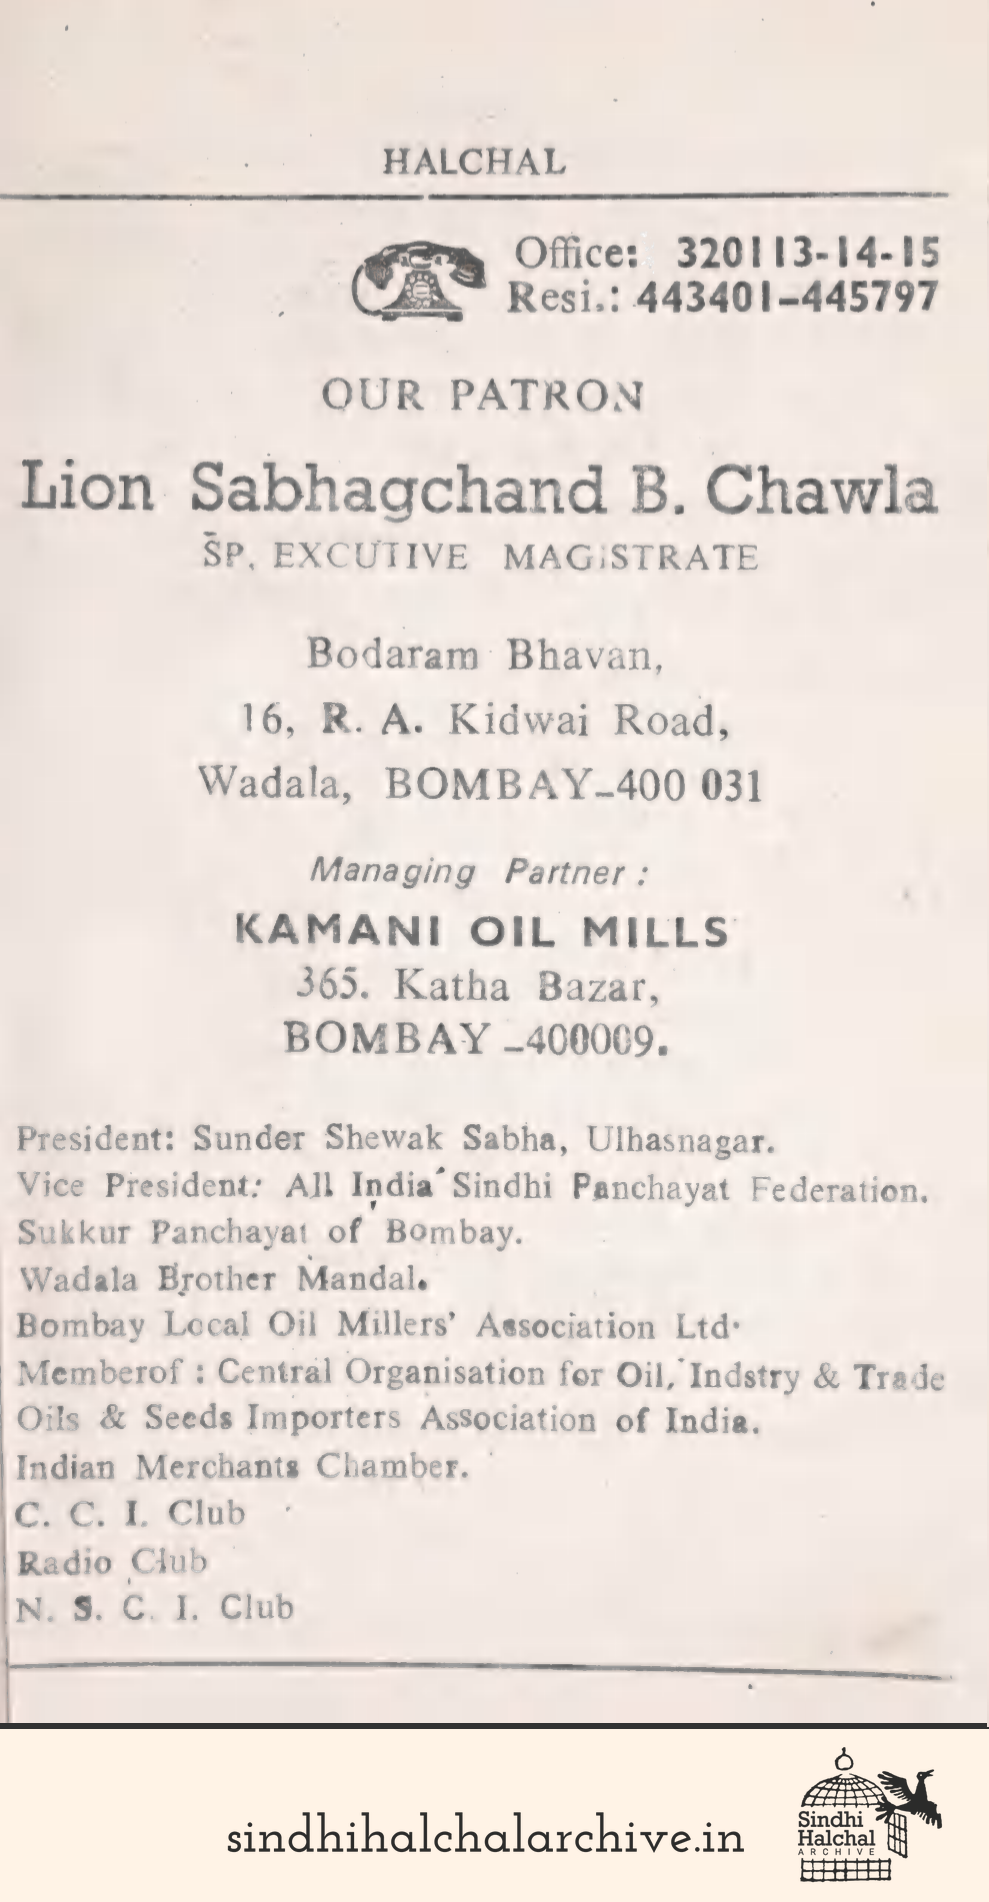 HALCHAL
Office: 320113-14-15
Resi.: 443401-445797
OUR PATRON
Lion Sabhagchand B. Chawla
SP. EXCUTIVE MAGISTRATE
Bodaram Bhavan,
16, R. A. Kidwai Road,
Wadala, BOMBAY-400 031
Managing Partner :
KAMANI OIL MILLS
365. Katha Bazar,
BOMBAY -400009.
President: Sunder Shewak Sabha, Ulhasnagar.
Vice President: All India Sindhi Panchayat Federation.
Sukkur Panchayat of Bombay.
Wadala Brother Mandal.
Bombay Local Oil Millers' Association Ltd.
Memberof : Central Organisation for Oil, Indstry & Trade
Oils & Seeds Importers Association of India.
Indian Merchants Chamber.
C. C. I. Club
Radio Club
N. S. C. I. Club
sindhihalchalarchive.in
Sindhi
Halchal
ARCHIVE